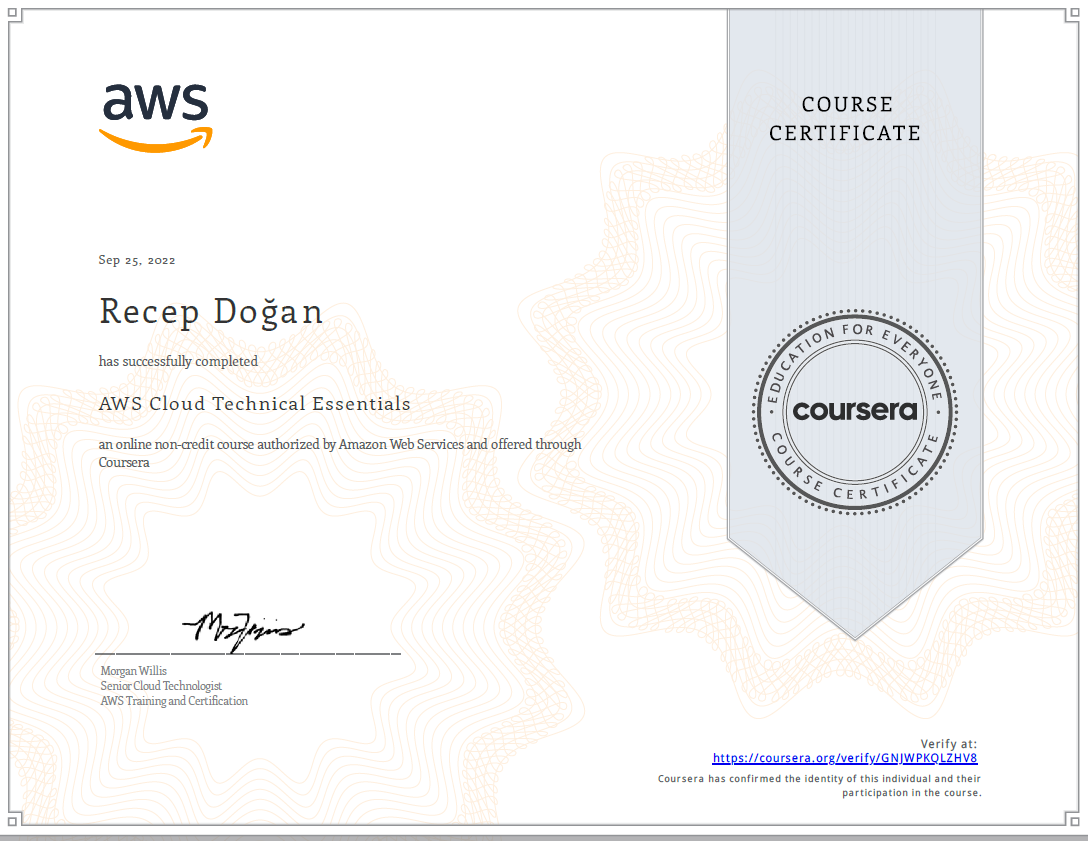 aws
COURSE
CERTIFICATE
Sep 25, 2022
Recep Doğan
has successfully completed
AWS Cloud Technical Essentials
an online non-credit course authorized by Amazon Web Services and offered through
Coursera
EDUCATION FOR EVERYONE
coursera
COURSE CERTIFICATE
Morgan Willis
Senior Cloud Technologist
AWS Training and Certification
Verify at:
https://coursera.org/verify/GNJWPKQLZHV8
Coursera has confirmed the identity of this individual and their
participation in the course.